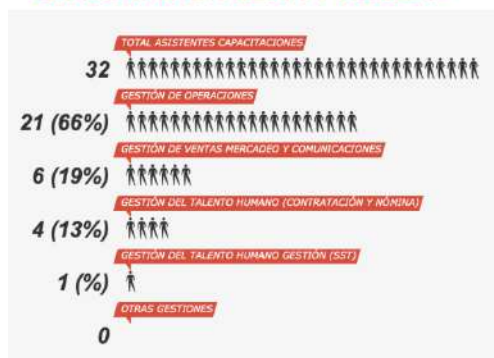 TOTAL ASISTENTES CAPACITACIONES
32
GESTIÓN DE OPERACIONES
21 (66%)
GESTIÓN DE VENTAS MERCADEO Y COMUNICACIONES
6 (19%)
GESTIÓN DEL TALENTO HUMANO (CONTRATACIÓN Y NÓMINA)
4 (13%)
GESTIÓN DEL TALENTO HUMANO GESTIÓN (SST)
1 (%)
OTRAS GESTIONES
0